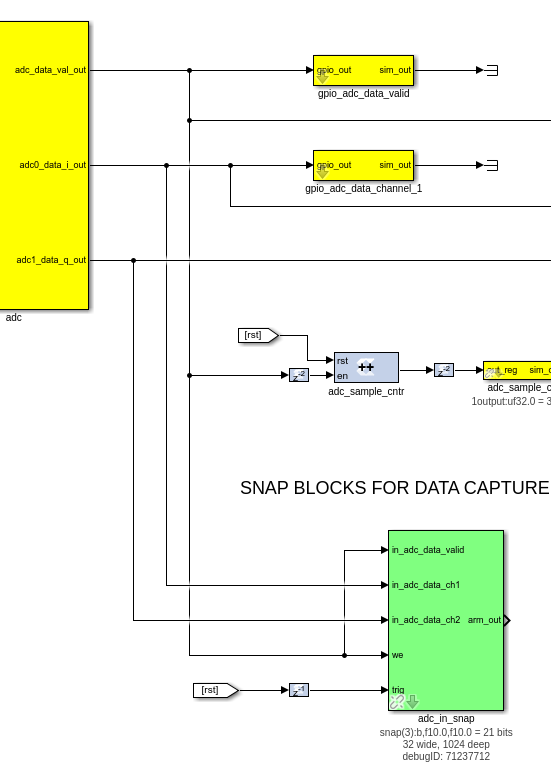 adc_data_val_out
gpio_out sim_out
gpio_adc_data_valid
adc0_data_i_out
gpio_out sim_out
gpio_adc_data_channel_1
adc1_data_q_out
adc
[rst]
rst
en
++
z-2
adc_sample_cntr
z-2
out_reg sim_o
adc_sample_c
1output:uf32.0 = 3
SNAP BLOCKS FOR DATA CAPTURE
in_adc_data_valid
in_adc_data_ch1
in_adc_data_ch2 arm_out
we
[rst]
z-1
trig
adc_in_snap
snap(3):b,f10.0,f10.0 = 21 bits
32 wide, 1024 deep
debugID: 71237712